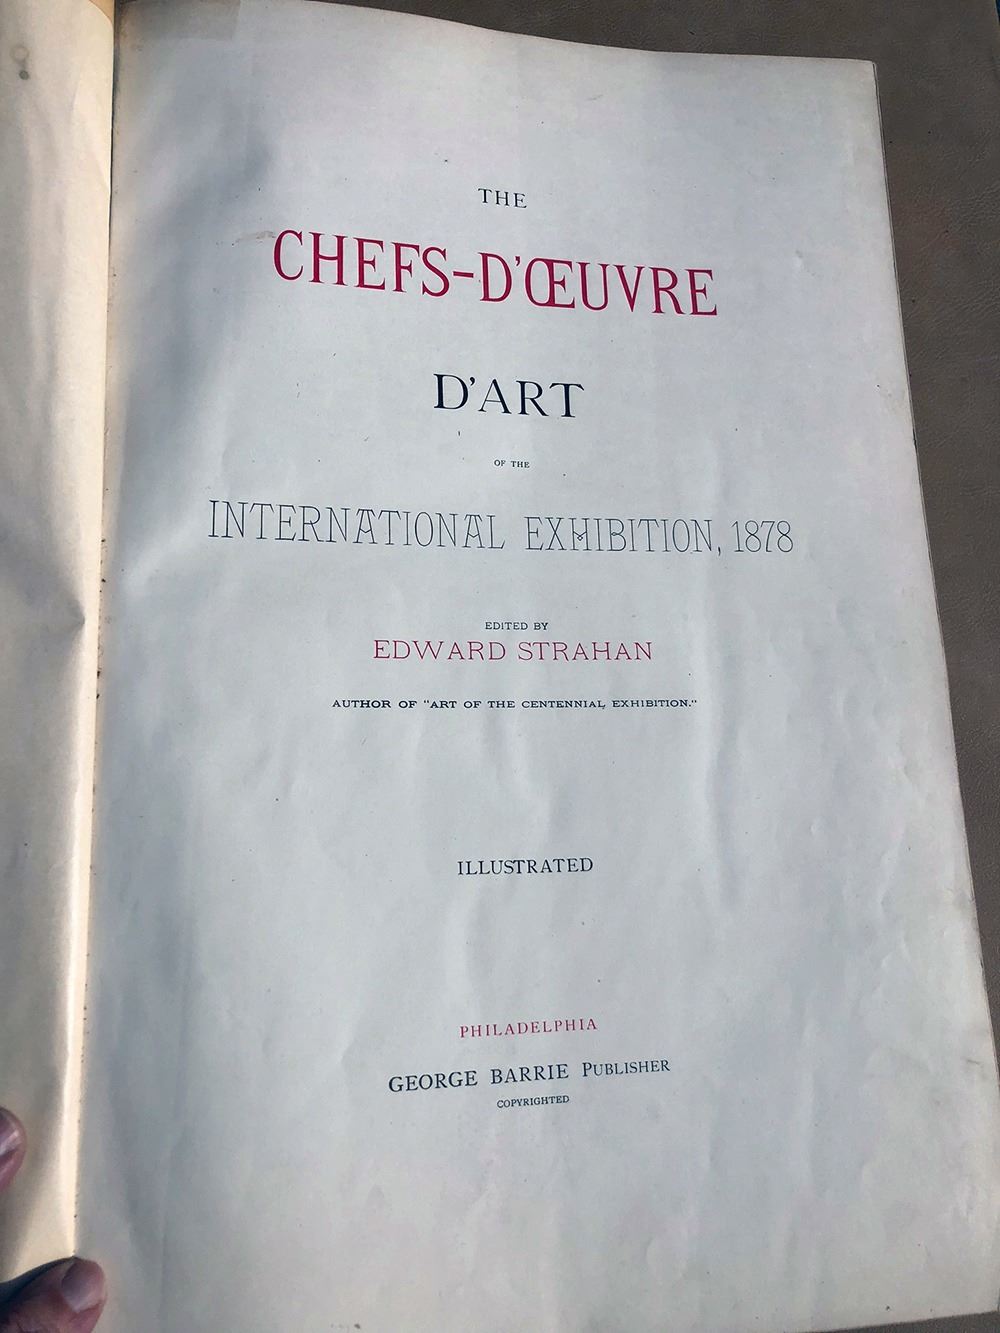 THE
CHEFS-D'ŒUVRE
D'ART
OF THE
INTERNATIONAL EXHIBITION, 1878
EDITED BY
EDWARD STRAHAN
AUTHOR OF "ART OF THE CENTENNIAL EXHIBITION."
ILLUSTRATED
PHILADELPHIA
GEORGE BARRIE PUBLISHER
COPYRIGHTED